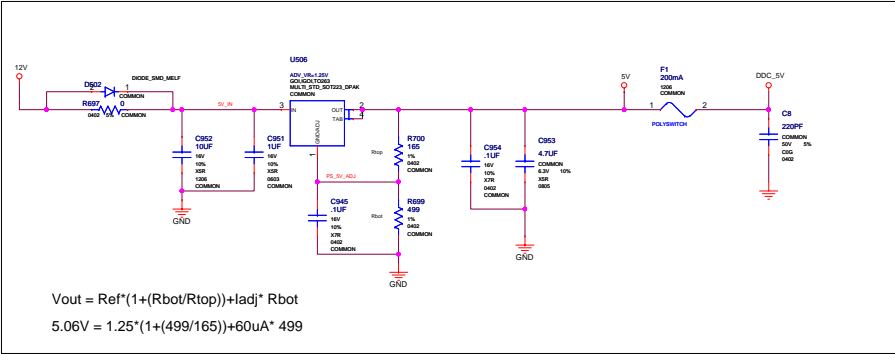 12V
D502
2
1
DIODE_SMD_MELF
COMMON
R697
0
0402
5%
COMMON
5V_IN
C952
10UF
16V
10%
X5R
1206
COMMON
C951
1UF
16V
10%
X5R
0603
COMMON
GND
U506
ADJ_VR=1.25V
GOI,IGOI,TO263
MULTI_STD_SOT223_DPAK
COMMON
3
IN
OUT
2
TAB
4
GND/ADJ
1
Rtop
R700
165
1%
0402
COMMON
PS_5V_ADJ
C945
.1UF
16V
10%
X7R
0402
COMMON
Rbot
R699
499
1%
0402
COMMON
GND
C954
.1UF
16V
10%
X7R
0402
COMMON
C953
4.7UF
COMMON
6.3V
10%
X5R
0805
GND
5V
F1
200mA
1206
COMMON
1
2
POLYSWITCH
DDC_5V
C8
220PF
COMMON
50V
5%
C0G
0402
Vout = Ref*(1+(Rbot/Rtop))+Iadj* Rbot
5.06V = 1.25*(1+(499/165))+60uA* 499